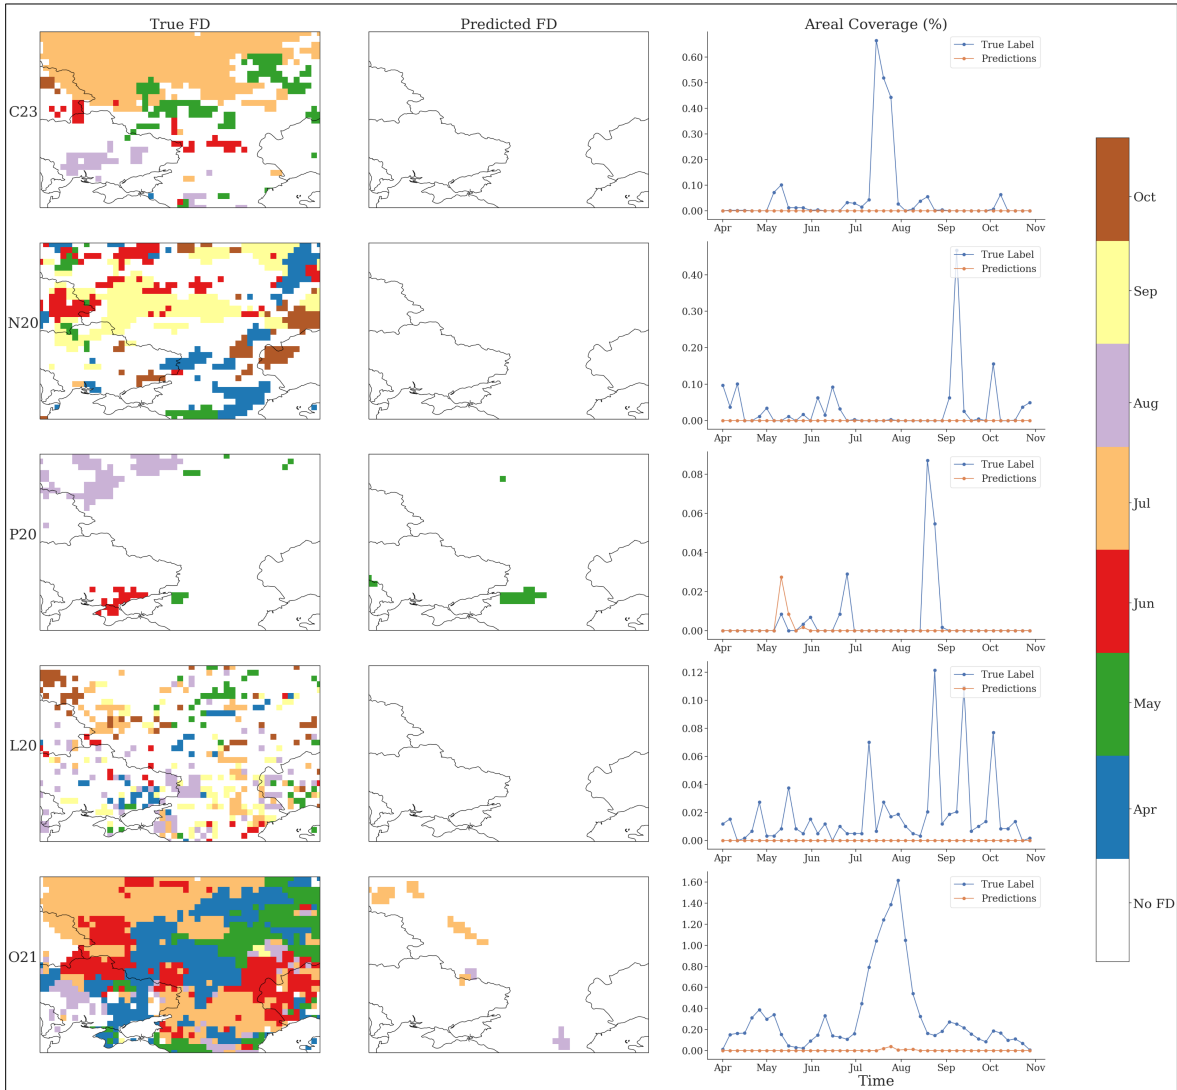 True FD
Predicted FD
Areal Coverage (%)
C23
0.60
0.50
0.40
0.30
0.20
0.10
0.00
Apr May Jun Jul Aug Sep Oct Nov
True Label
Predictions
N20
0.40
0.30
0.20
0.10
0.00
Apr May Jun Jul Aug Sep Oct Nov
True Label
Predictions
P20
0.08
0.06
0.04
0.02
0.00
Apr May Jun Jul Aug Sep Oct Nov
True Label
Predictions
L20
0.12
0.10
0.08
0.06
0.04
0.02
0.00
Apr May Jun Jul Aug Sep Oct Nov
True Label
Predictions
O21
1.60
1.40
1.20
1.00
0.80
0.60
0.40
0.20
0.00
Apr May Jun Jul Aug Sep Oct Nov
True Label
Predictions
Time
Oct
Sep
Aug
Jul
Jun
May
Apr
No FD